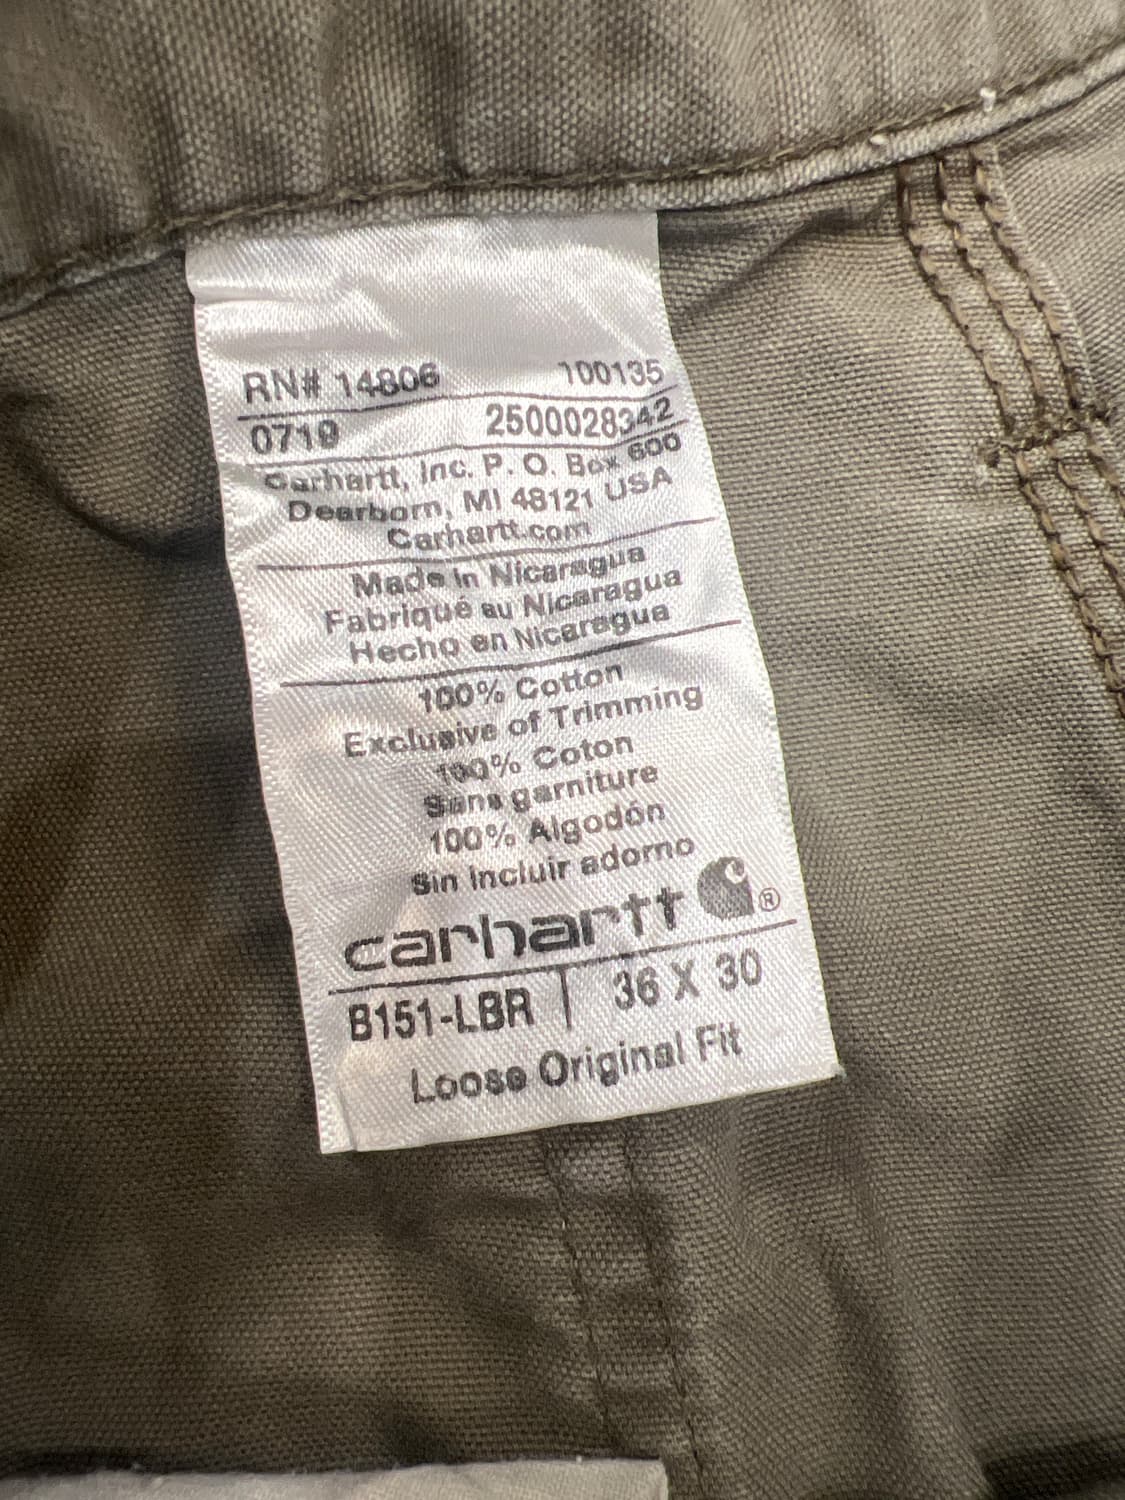 RN# 14806 100135
0719 2500028342
Carhartt, Inc. P. O. Box 600
Dearborn, MI 48121 USA
Carhartt.com
Made in Nicaragua
Fabriqué au Nicaragua
Hecho en Nicaragua
100% Cotton
Exclusive of Trimming
100% Coton
Sans garniture
100% Algodón
Sin incluir adorno
carhartt ®
B151-LBR | 36 X 30
Loose Original Fit